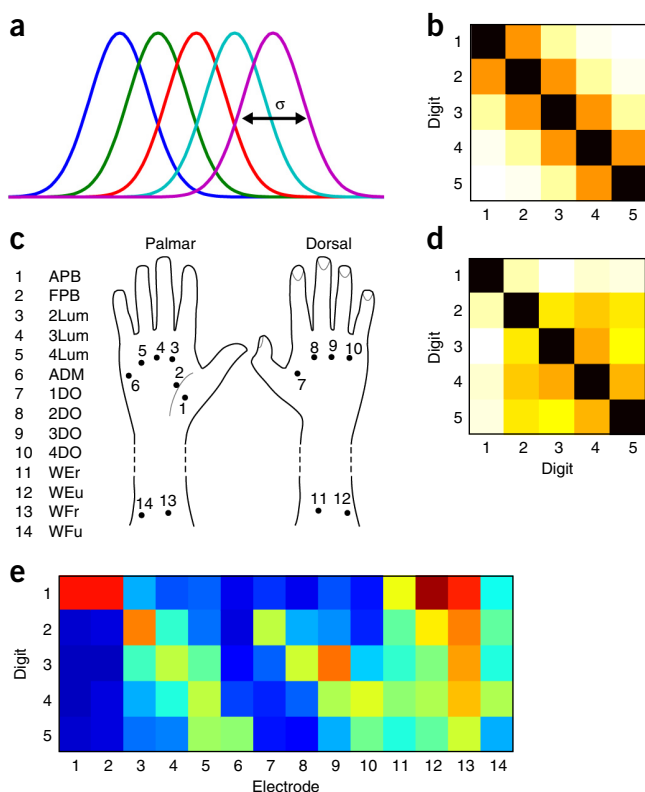 a
σ
b
Digit
1
2
3
4
5
1 2 3 4 5
c
Palmar
Dorsal
1 APB
2 FPB
3 2Lum
4 3Lum
5 4Lum
6 ADM
7 1DO
8 2DO
9 3DO
10 4DO
11 WEr
12 WEu
13 WFr
14 WFu
5 4 3
6
2
1
14 13
8 9 10
7
11 12
d
Digit
1
2
3
4
5
1 2 3 4 5
Digit
e
Digit
1
2
3
4
5
1 2 3 4 5 6 7 8 9 10 11 12 13 14
Electrode